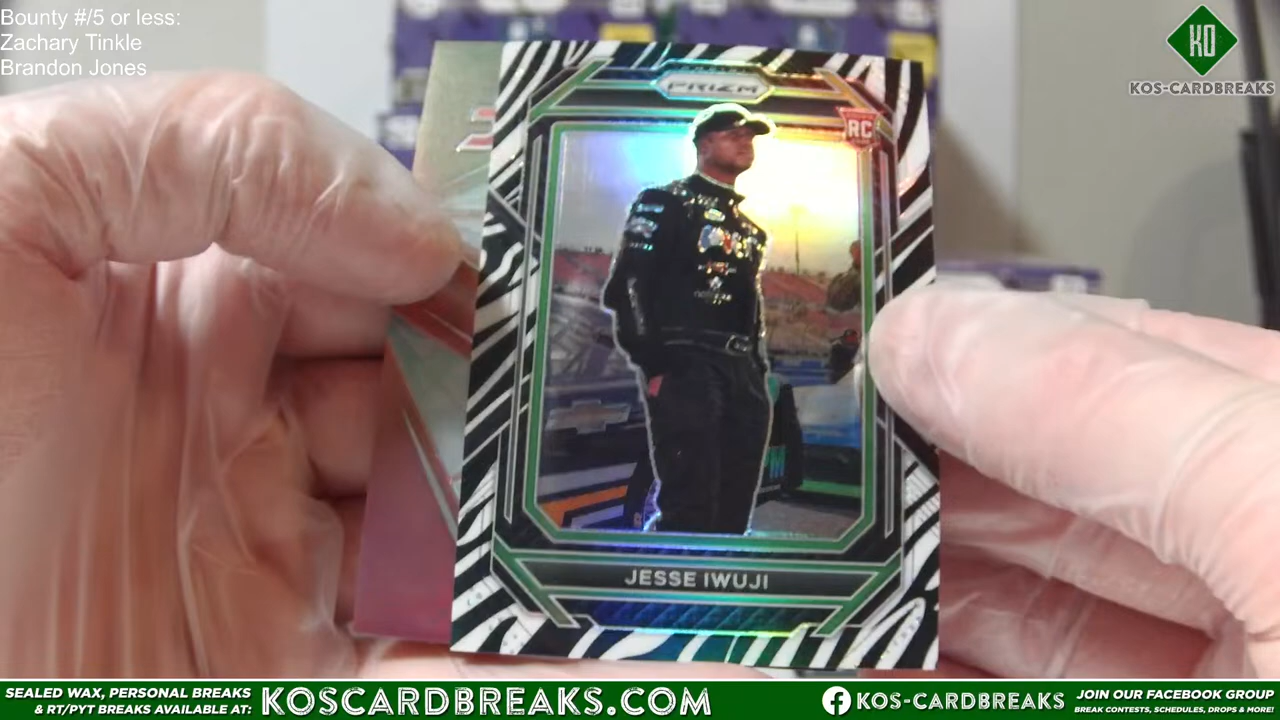 Bounty #/5 or less:
Zachary Tinkle
Brandon Jones
KO
KOS-CARDBREAKS
PRIZM
RC
JESSE IWUJI
SEALED WAX, PERSONAL BREAKS
& RT/PYT BREAKS AVAILABLE AT:
KOSCARDBREAKS.COM
KOS-CARDBREAKS
JOIN OUR FACEBOOK GROUP
BREAK CONTESTS, SCHEDULES, DROPS & MORE!